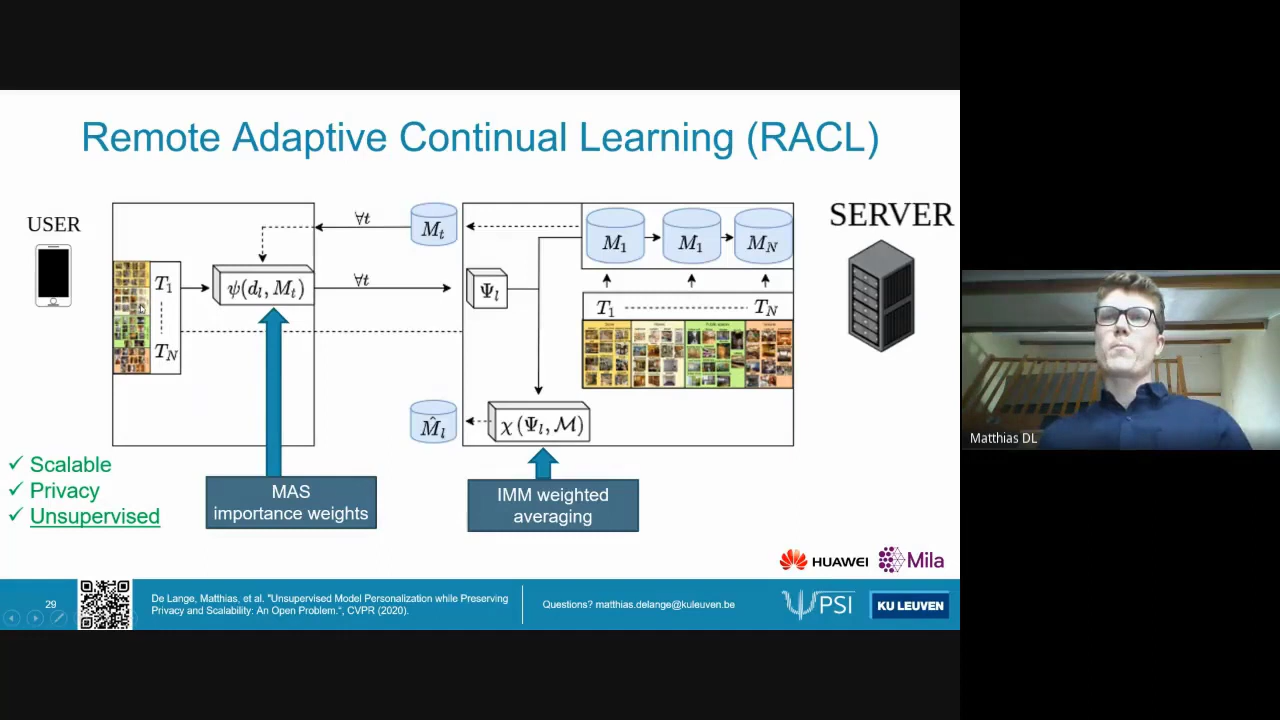 Remote Adaptive Continual Learning (RACL)
USER
SERVER
∀t
M_t
M_1
M_1
M_N
T_1
T_N
ψ(d_l, M_t)
∀t
Ψ_l
T_1
T_N
M̂_l
χ(Ψ_l, ℳ)
✓ Scalable
✓ Privacy
✓ Unsupervised
MAS
importance weights
IMM weighted
averaging
Matthias DL
HUAWEI
Mila
29
De Lange, Matthias, et al. "Unsupervised Model Personalization while Preserving
Privacy and Scalability: An Open Problem.", CVPR (2020).
Questions? matthias.delange@kuleuven.be
PSI
KU LEUVEN